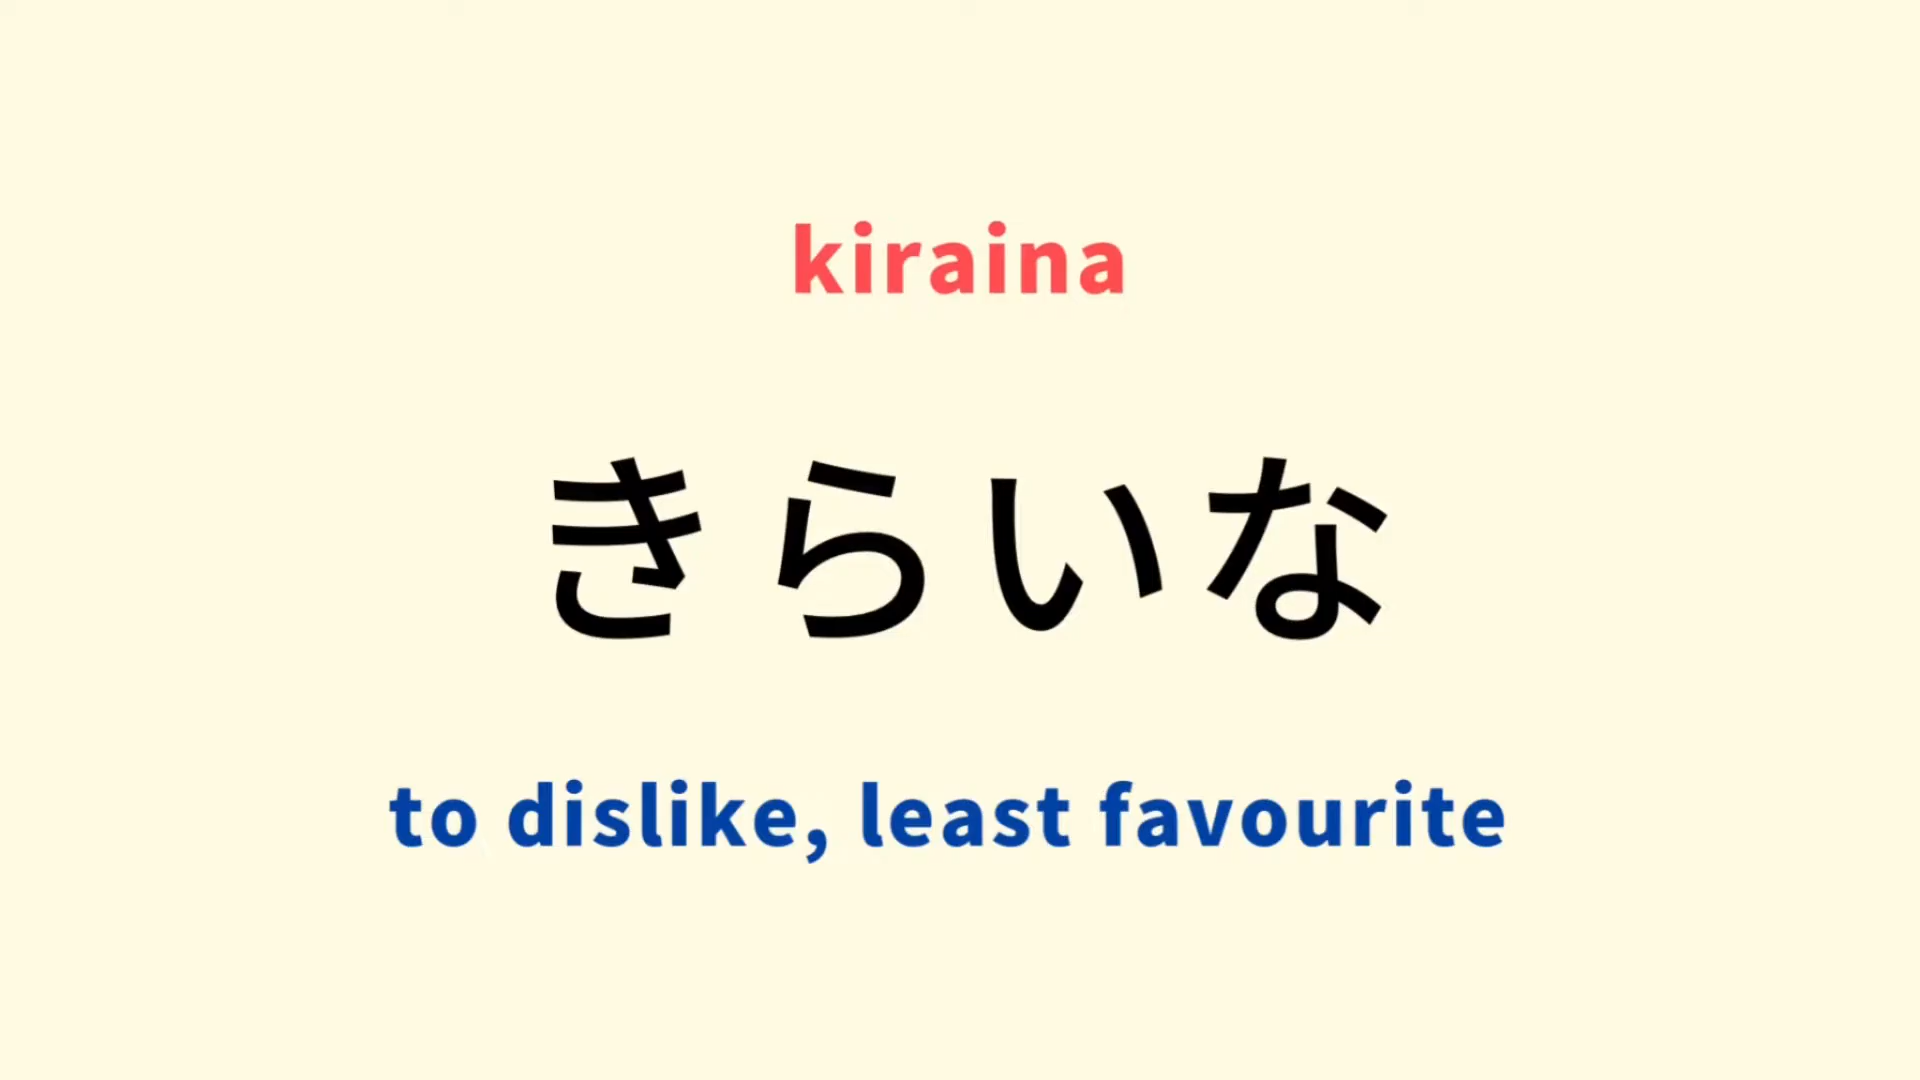 kiraina
きらいな
to dislike, least favourite